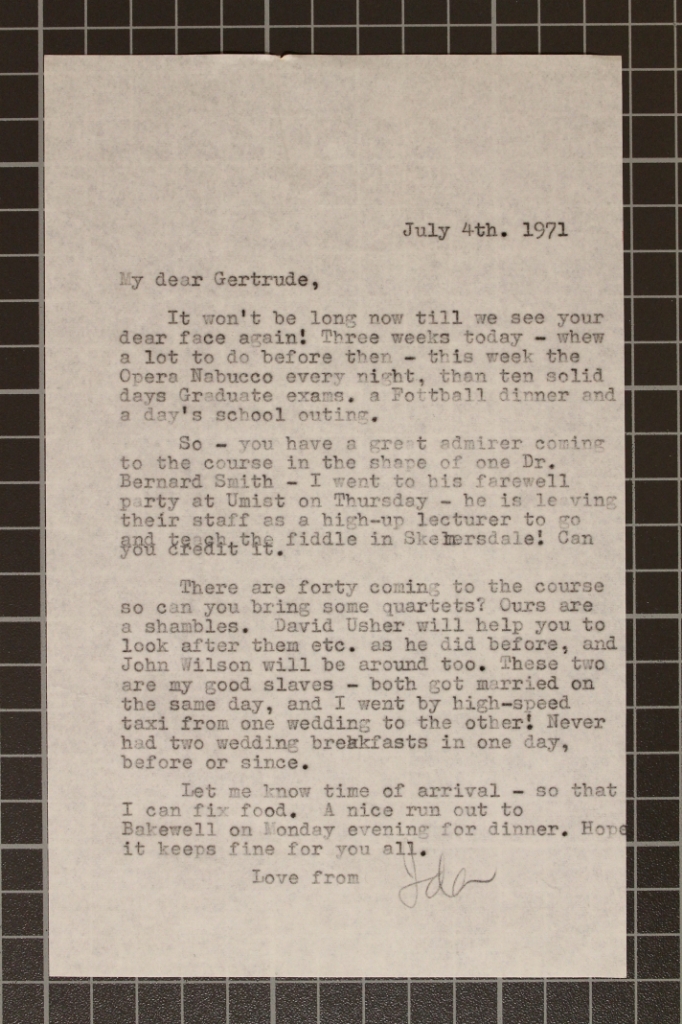 July 4th. 1971
My dear Gertrude,
It won't be long now till we see your
dear face again! Three weeks today - whew
a lot to do before then - this week the
Opera Nabucco every night, than ten solid
days Graduate exams. a Fottball dinner and
a day's school outing.
So - you have a great admirer coming
to the course in the shape of one Dr.
Bernard Smith - I went to his farewell
party at Umist on Thursday - he is leaving
their staff as a high-up lecturer to go
and teach the fiddle in Skelmersdale! Can
you credit it.
There are forty coming to the course
so can you bring some quartets? Ours are
a shambles. David Usher will help you to
look after them etc. as he did before, and
John Wilson will be around too. These two
are my good slaves - both got married on
the same day, and I went by high-speed
taxi from one wedding to the other! Never
had two wedding breakfasts in one day,
before or since.
Let me know time of arrival - so that
I can fix food. A nice run out to
Bakewell on Monday evening for dinner. Hope
it keeps fine for you all.
Love from Ida